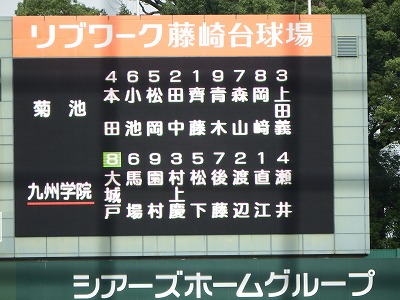 リブワーク藤崎台球場
4 6 5 2 1 9 7 8 3
菊池 本田 小池 松岡 田中 齊藤 青木 森山 岡﨑 上田義
8 6 9 3 5 7 2 1 4
九州学院 大城戸 馬場 園村 村上慶 松下 後藤 渡辺 直江 瀬井
シアーズホームグループ